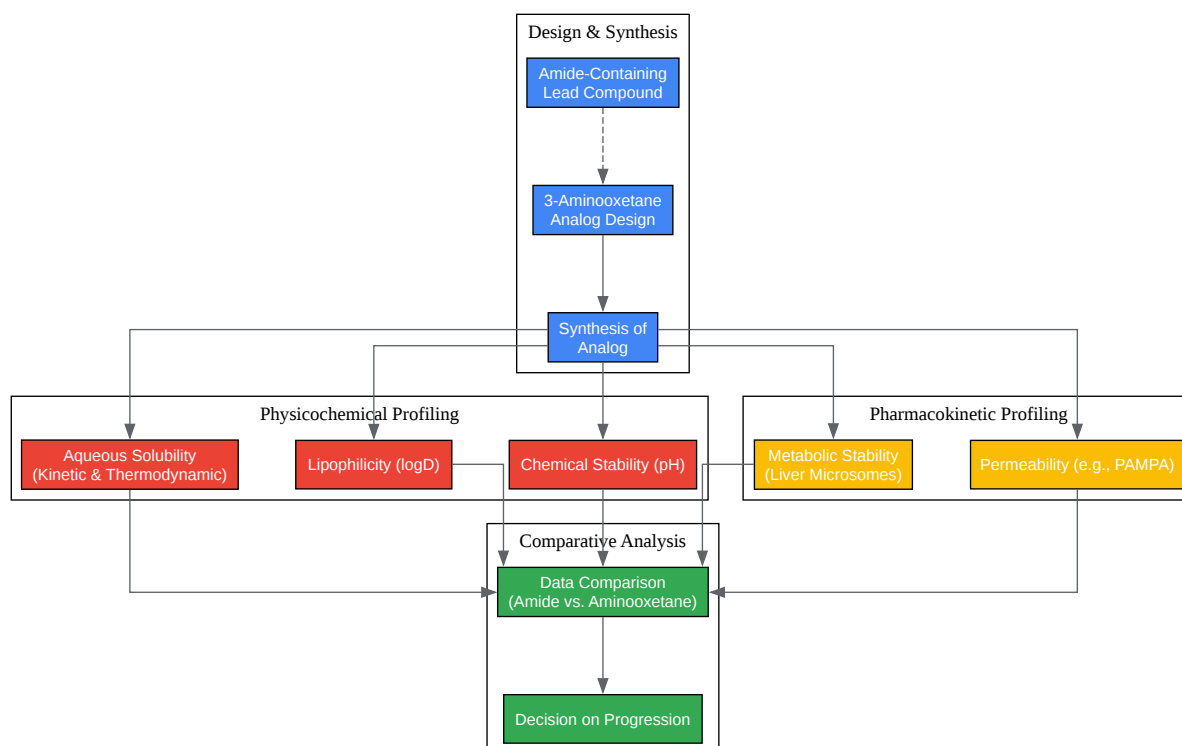 Design & Synthesis
Amide-Containing
Lead Compound
3-Aminooxetane
Analog Design
Synthesis of
Analog
Physicochemical Profiling
Aqueous Solubility
(Kinetic & Thermodynamic)
Lipophilicity (logD)
Chemical Stability (pH)
Pharmacokinetic Profiling
Metabolic Stability
(Liver Microsomes)
Permeability (e.g., PAMPA)
Comparative Analysis
Data Comparison
(Amide vs. Aminooxetane)
Decision on Progression